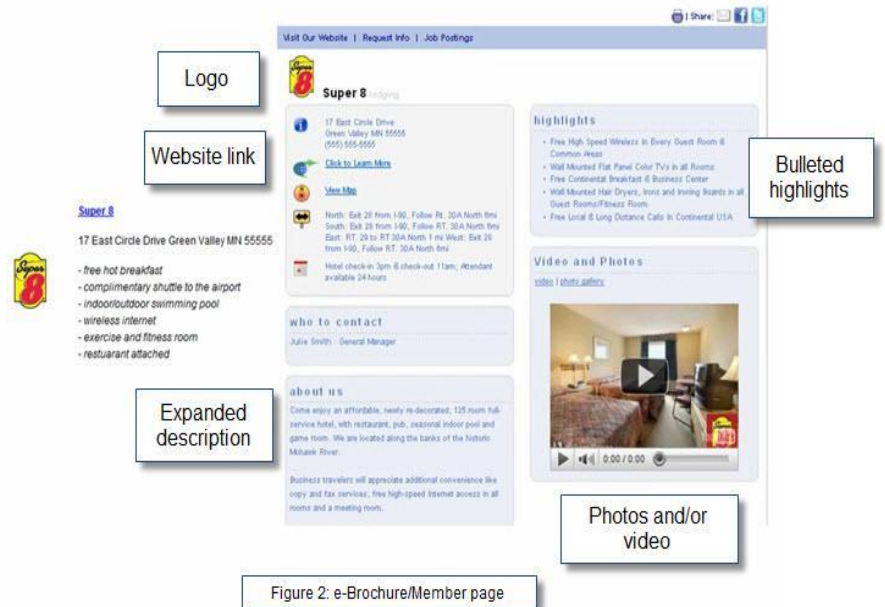 Share:
Visit Our Website | Request Info | Job Postings
Logo
Super 8
Super 8 lodging
Website link
17 East Circle Drive
Green Valley MN 55555
(555) 555-5555
Click to Learn More
View Map
North: Exit 29 from I-90, Follow Rt. 30A North 6mi
South: Exit 28 from I-90, Follow RT. 30A North 6mi
East: RT. 29 to RT 30A North 1 mi West: Exit 28
from I-90, Follow RT. 30A North 6mi
Hotel check-in 3pm & check-out 11am; Attendant
available 24 hours
highlights
- Free High Speed Wireless In Every Guest Room &
Common Areas
- Wall Mounted Flat Panel Color TVs in all Rooms
- Free Continental Breakfast & Business Center
- Wall Mounted Hair Dryers, Irons and Ironing Boards in all
Guest Rooms/Fitness Room
- Free Local & Long Distance Calls In Continental USA
Bulleted
highlights
Super 8
17 East Circle Drive Green Valley MN 55555
Super
8
- free hot breakfast
- complimentary shuttle to the airport
- indoor/outdoor swimming pool
- wireless internet
- exercise and fitness room
- restuarant attached
who to contact
Julie Smith - General Manager
Video and Photos
video | photo gallery
0:00 / 0:00
Expanded
description
about us
Come enjoy an affordable, newly re-decorated, 125 room full-
service hotel, with restaurant, pub, seasonal indoor pool and
game room. We are located along the banks of the historic
Mohawk River.
Business travelers will appreciate additional convenience like
copy and fax services, free high-speed Internet access in all
rooms and a meeting room.
Photos and/or
video
Figure 2: e-Brochure/Member page